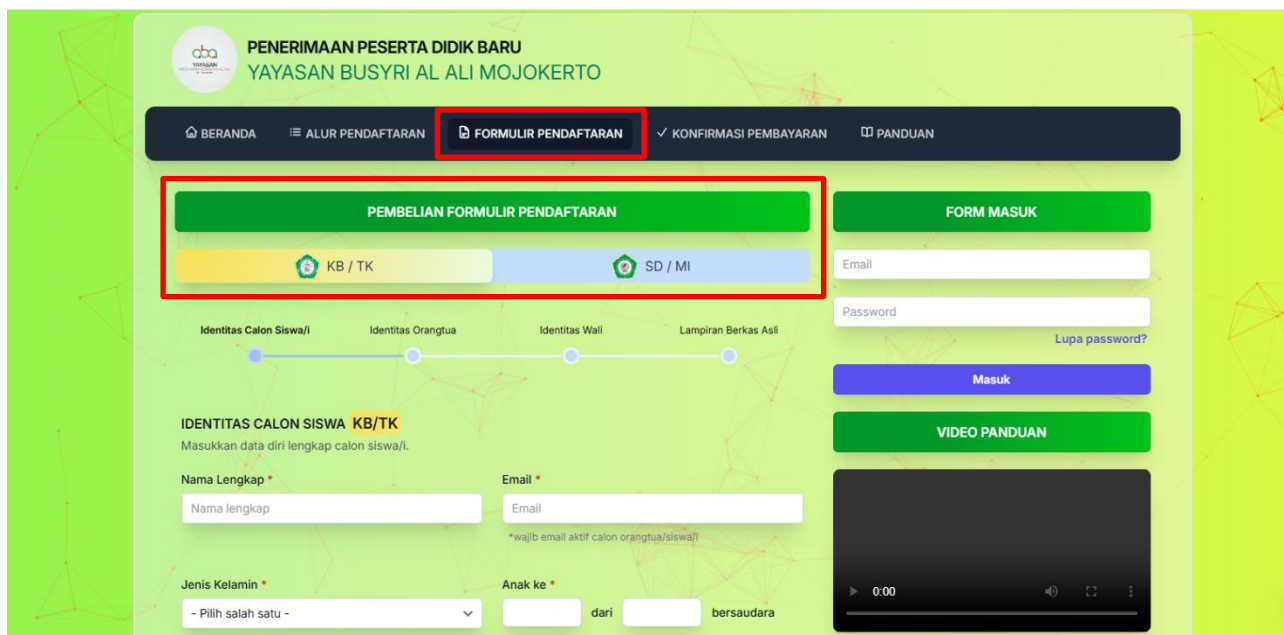 aba
YAYASAN
PENERIMAAN PESERTA DIDIK BARU
YAYASAN BUSYRI AL ALI MOJOKERTO
BERANDA
ALUR PENDAFTARAN
FORMULIR PENDAFTARAN
KONFIRMASI PEMBAYARAN
PANDUAN
PEMBELIAN FORMULIR PENDAFTARAN
KB / TK
SD / MI
Identitas Calon Siswa/i
Identitas Orangtua
Identitas Wali
Lampiran Berkas Asli
IDENTITAS CALON SISWA KB/TK
Masukkan data diri lengkap calon siswa/i.
Nama Lengkap *
Nama lengkap
Email *
Email
*wajib email aktif calon orangtua/siswa/i
Jenis Kelamin *
- Pilih salah satu -
Anak ke *
dari
bersaudara
FORM MASUK
Email
Password
Lupa password?
Masuk
VIDEO PANDUAN
0:00